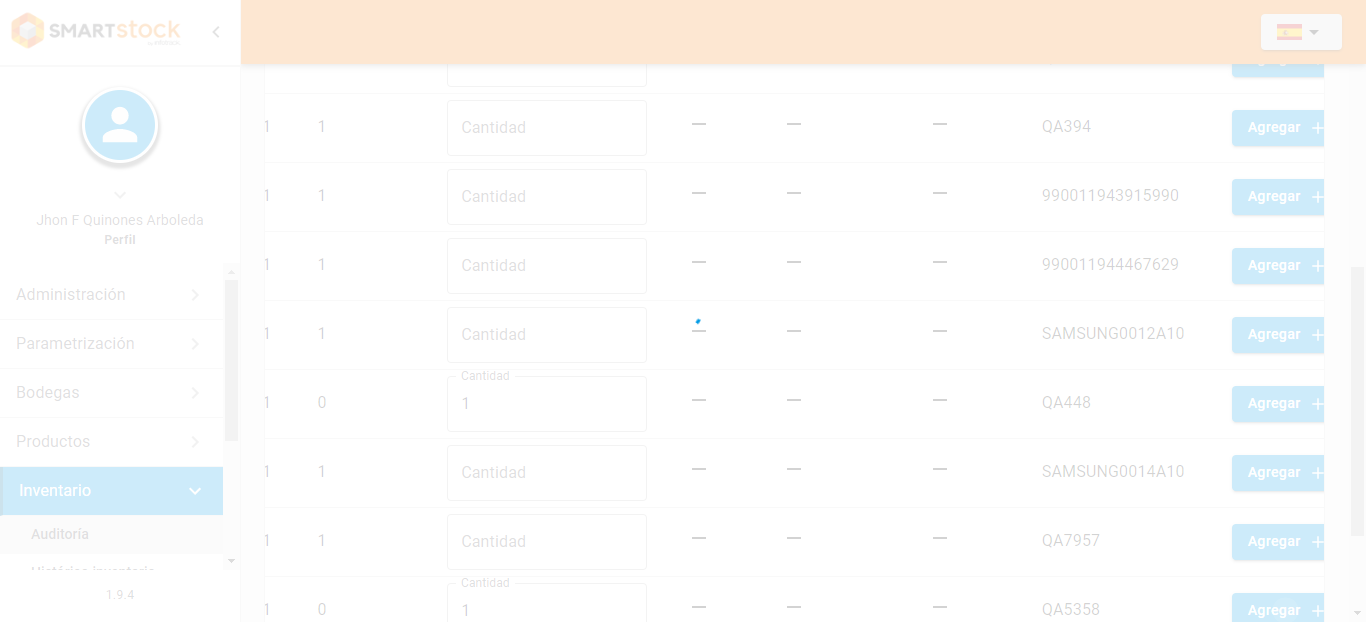 SMARTstock
Jhon F Quinones Arboleda
Perfil
Administración
Parametrización
Bodegas
Productos
Inventario
Auditoría
Histórico inventario
1.9.4
1 1 Cantidad — — — QA394 Agregar +
1 1 Cantidad — — — 990011943915990 Agregar +
1 1 Cantidad — — — 990011944467629 Agregar +
1 1 Cantidad — — — SAMSUNG0012A10 Agregar +
Cantidad
1 0 1 — — — QA448 Agregar +
1 1 Cantidad — — — SAMSUNG0014A10 Agregar +
1 1 Cantidad — — — QA7957 Agregar +
Cantidad
1 0 1 — — — QA5358 Agregar +